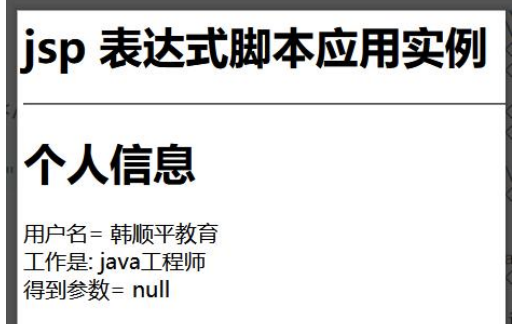 jsp 表达式脚本应用实例
个人信息
用户名= 韩顺平教育
工作是: java工程师
得到参数= null